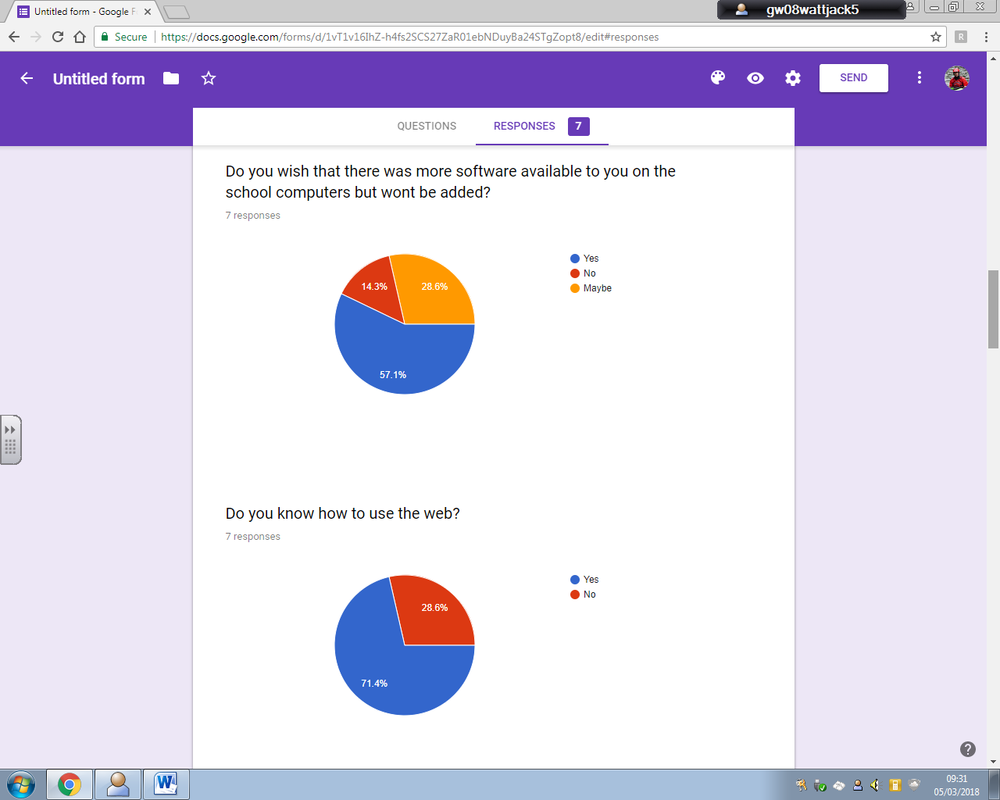 Untitled form - Google F
gw08wattjack5
Secure
https://docs.google.com/forms/d/1vT1v16IhZ-h4fs2SCS27ZaR01ebNDuyBa24STgZopt8/edit#responses
R
Untitled form
SEND
QUESTIONS
RESPONSES 7
Do you wish that there was more software available to you on the
school computers but wont be added?
7 responses
Yes
No
Maybe
14.3%
28.6%
57.1%
Do you know how to use the web?
7 responses
Yes
No
28.6%
71.4%
?
W
09:31
05/03/2018